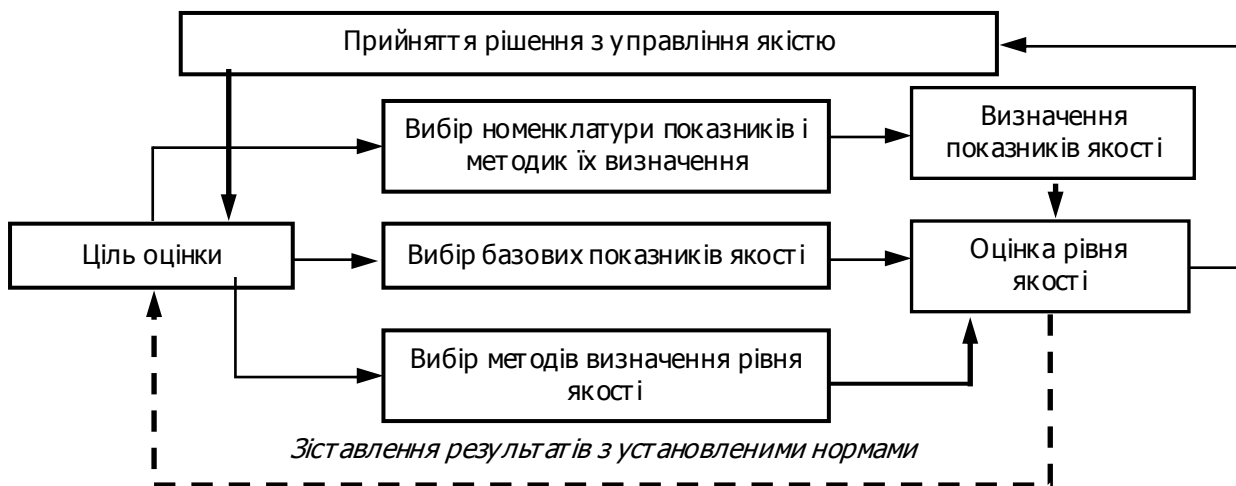 Прийняття рішення з управління якістю
Вибір номенклатури показників і
методик їх визначення
Визначення
показників якості
Ціль оцінки
Вибір базових показників якості
Оцінка рівня
якості
Вибір методів визначення рівня
якості
Зіставлення результатів з установленими нормами